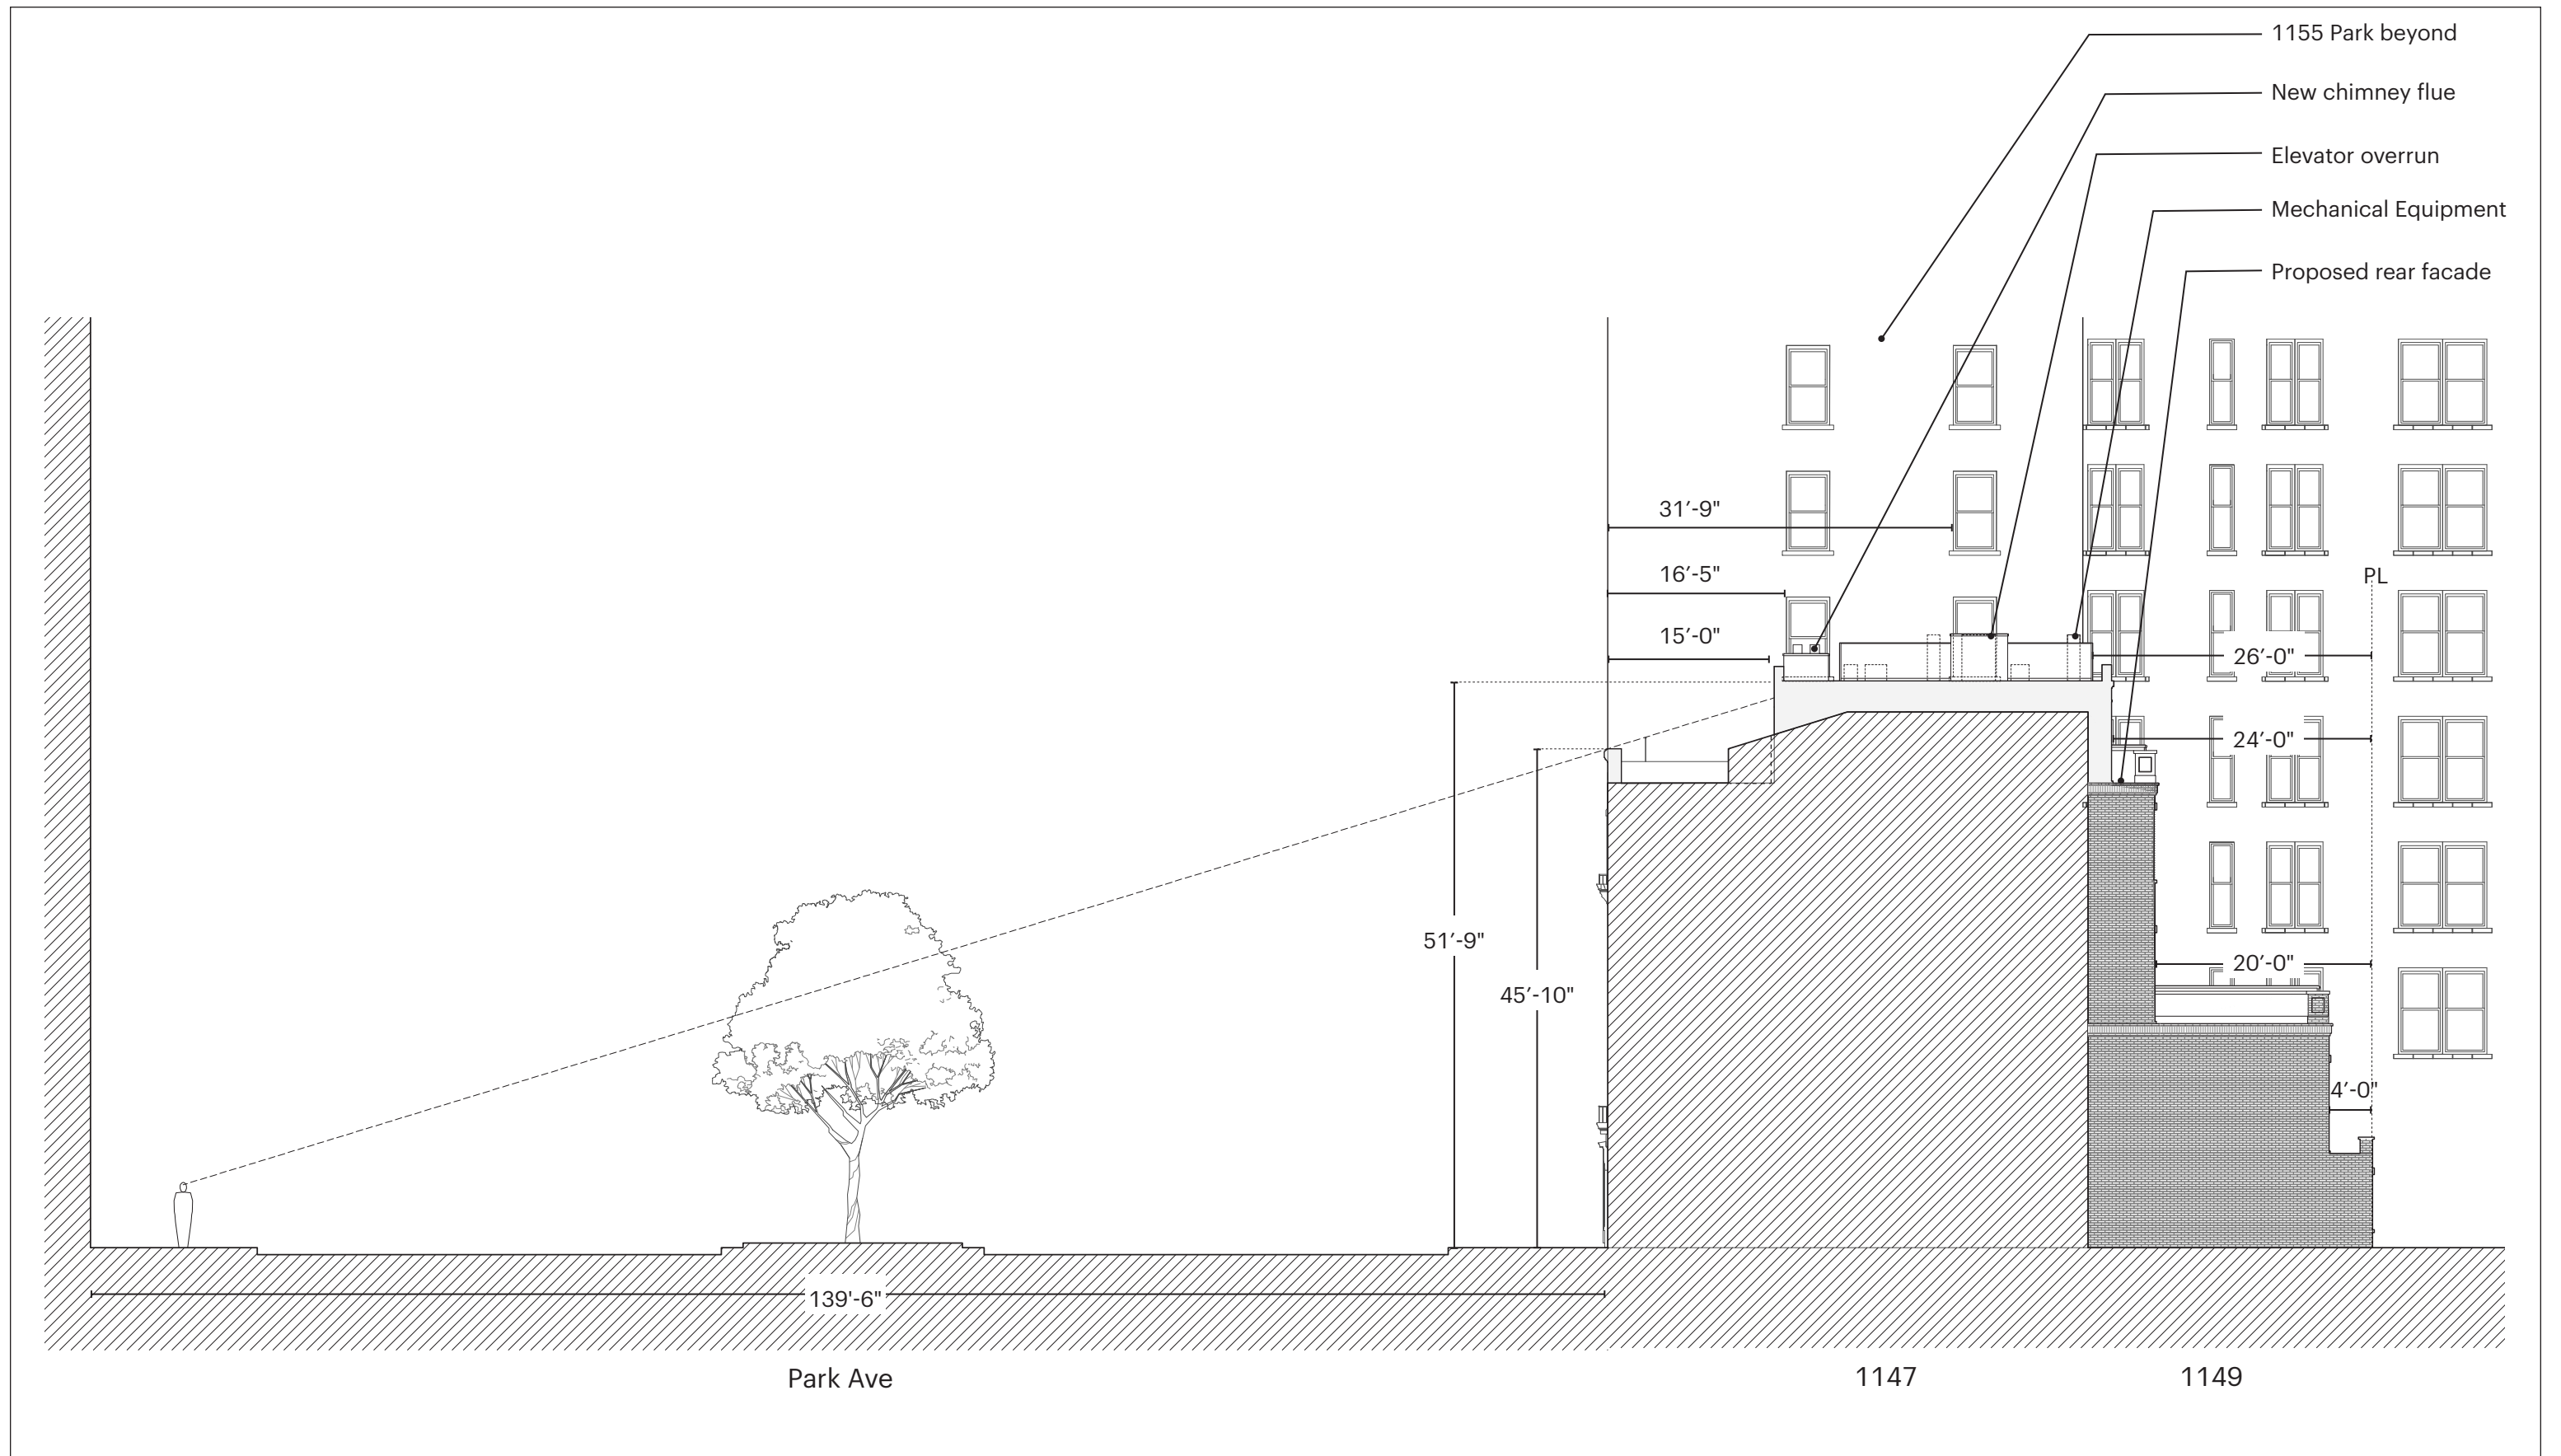 1155 Park beyond
New chimney flue
Elevator overrun
Mechanical Equipment
Proposed rear facade
31′-9"
16′-5"
PL
15′-0"
26′-0"
24′-0"
51′-9"
20′-0"
45′-10"
4′-0"
139'-6"
Park Ave
1147
1149